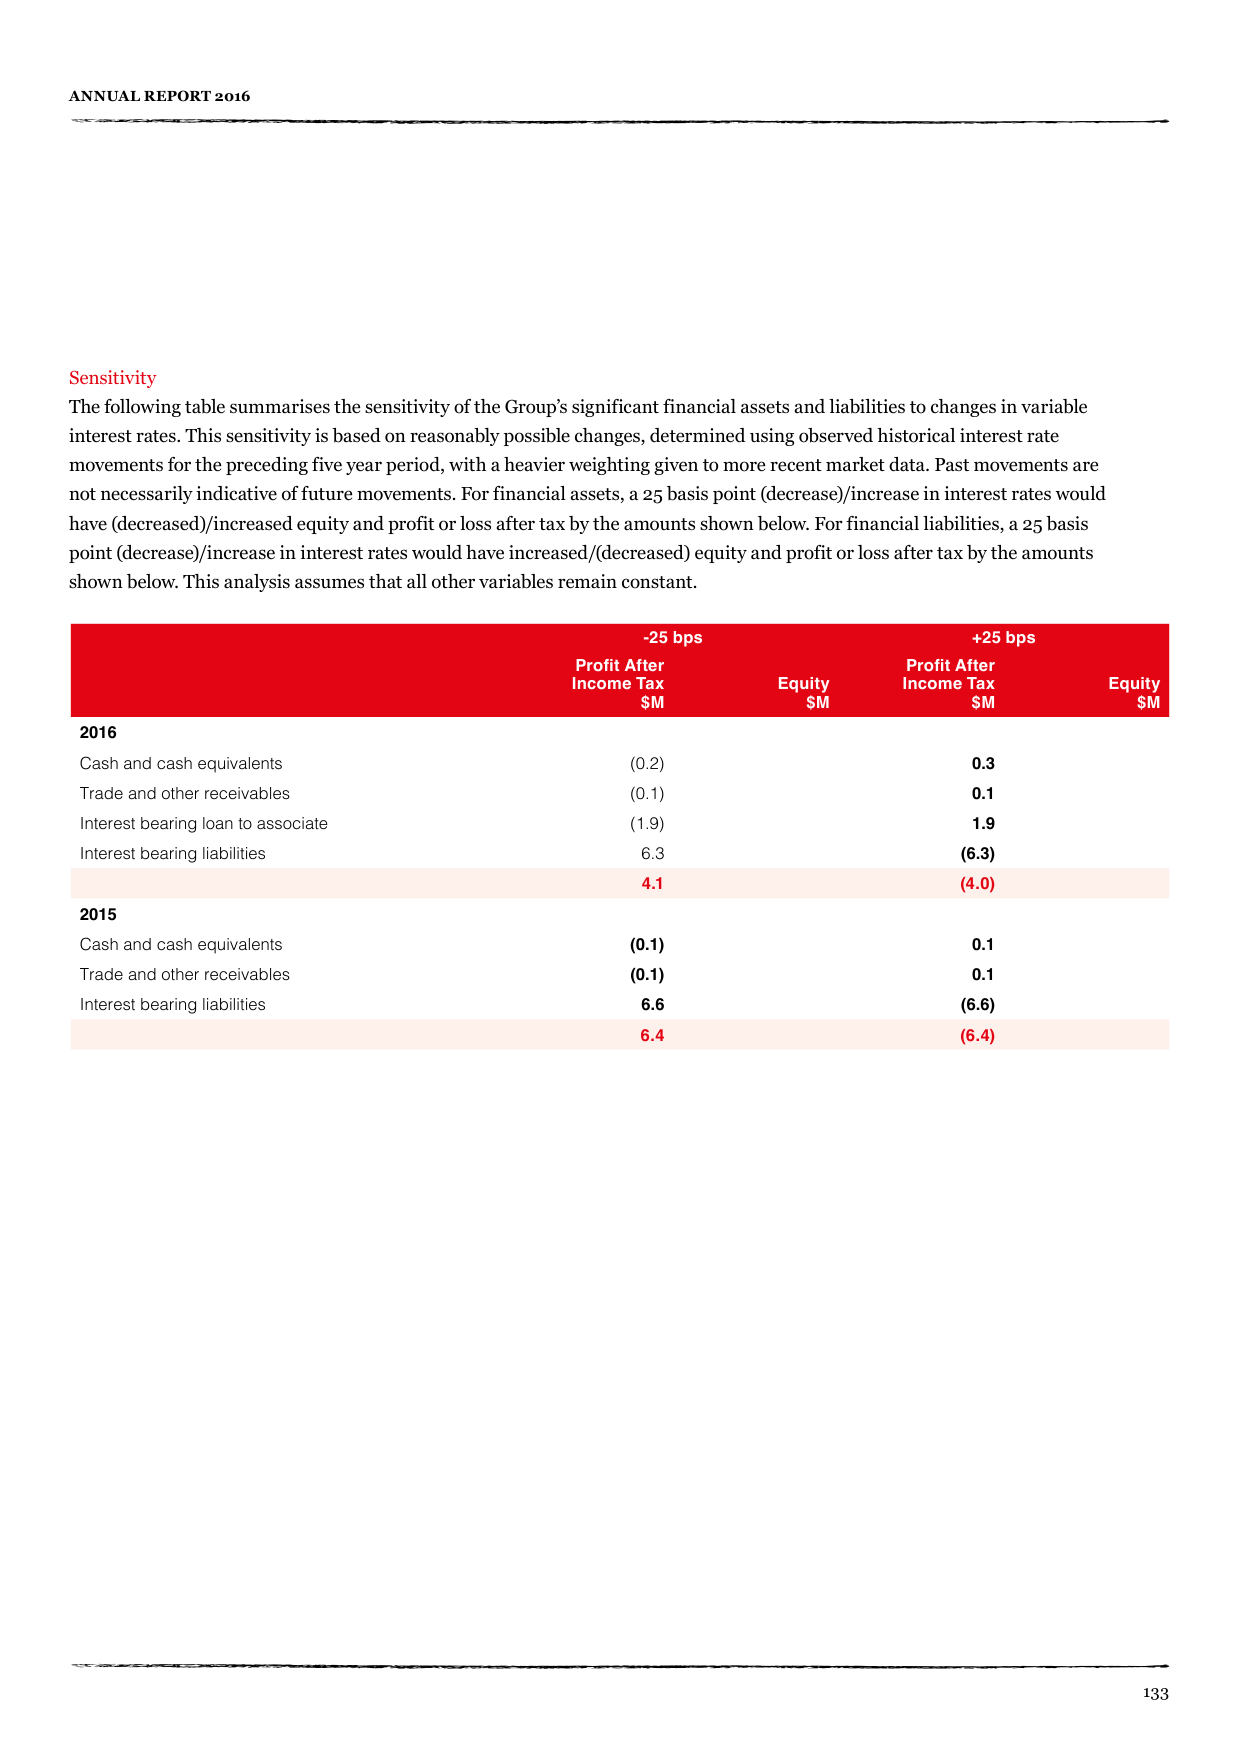 ANNUAL REPORT 2016
Sensitivity
The following table summarises the sensitivity of the Group’s significant financial assets and liabilities to changes in variable
interest rates. This sensitivity is based on reasonably possible changes, determined using observed historical interest rate
movements for the preceding five year period, with a heavier weighting given to more recent market data. Past movements are
not necessarily indicative of future movements. For financial assets, a 25 basis point (decrease)/increase in interest rates would
have (decreased)/increased equity and profit or loss after tax by the amounts shown below. For financial liabilities, a 25 basis
point (decrease)/increase in interest rates would have increased/(decreased) equity and profit or loss after tax by the amounts
shown below. This analysis assumes that all other variables remain constant.
-25 bps +25 bps
Profit After Profit After
Income Tax Equity Income Tax Equity
$M $M $M $M
2016
Cash and cash equivalents (0.2) 0.3
Trade and other receivables (0.1) 0.1
Interest bearing loan to associate (1.9) 1.9
Interest bearing liabilities 6.3 (6.3)
4.1 (4.0)
2015
Cash and cash equivalents (0.1) 0.1
Trade and other receivables (0.1) 0.1
Interest bearing liabilities 6.6 (6.6)
6.4 (6.4)
133